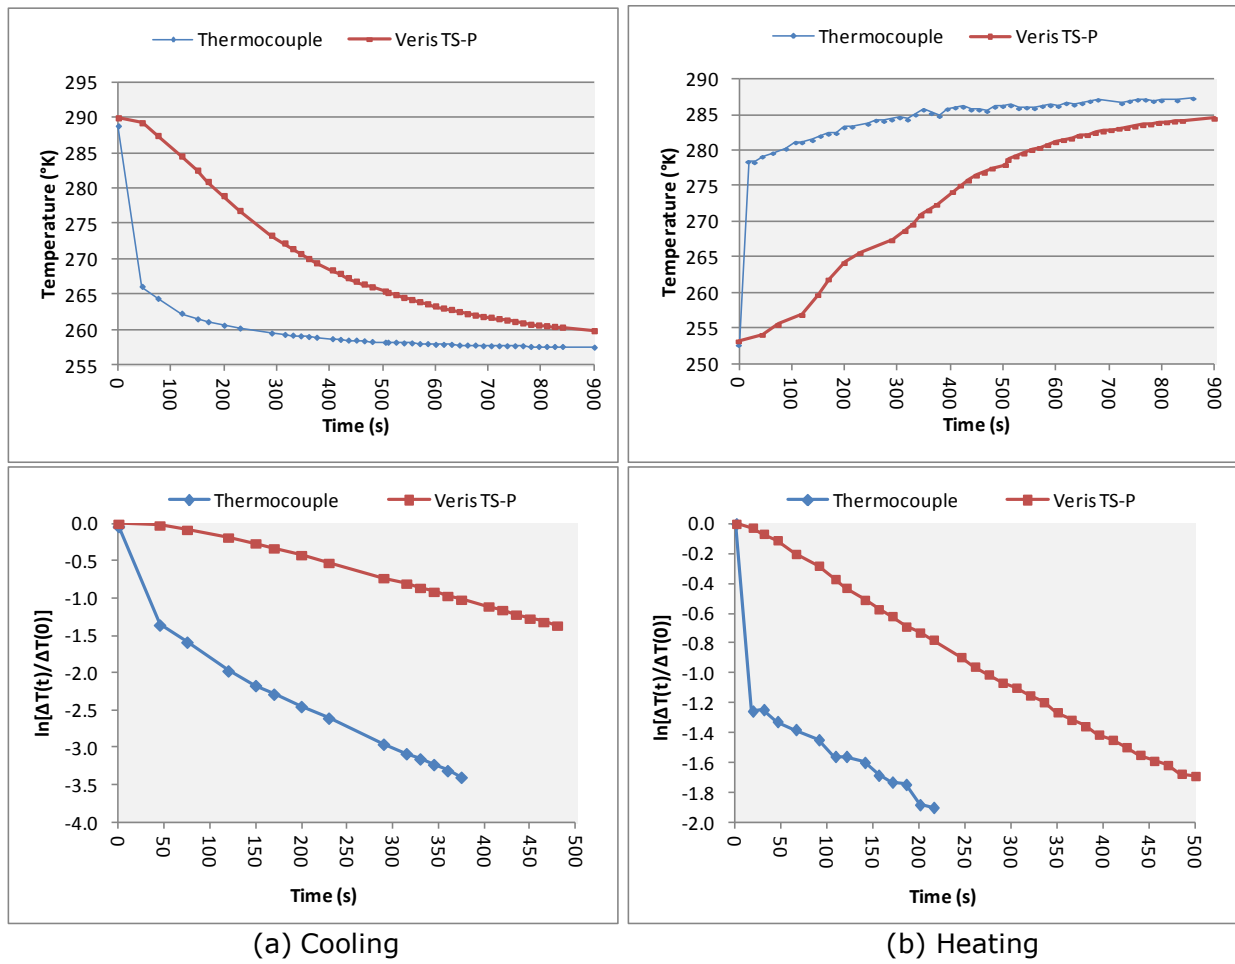 Thermocouple Veris TS-P
295
290
285
280
275
270
265
260
255
0 100 200 300 400 500 600 700 800 900
Temperature (°K)
Time (s)
Thermocouple Veris TS-P
290
285
280
275
270
265
260
255
250
0 100 200 300 400 500 600 700 800 900
Temperature (°K)
Time (s)
Thermocouple Veris TS-P
0.0
-0.5
-1.0
-1.5
-2.0
-2.5
-3.0
-3.5
-4.0
0 50 100 150 200 250 300 350 400 450 500
ln[ΔT(t)/ΔT(0)]
Time (s)
Thermocouple Veris TS-P
0.0
-0.2
-0.4
-0.6
-0.8
-1.0
-1.2
-1.4
-1.6
-1.8
-2.0
0 50 100 150 200 250 300 350 400 450 500
ln[ΔT(t)/ΔT(0)]
Time (s)
(a) Cooling
(b) Heating